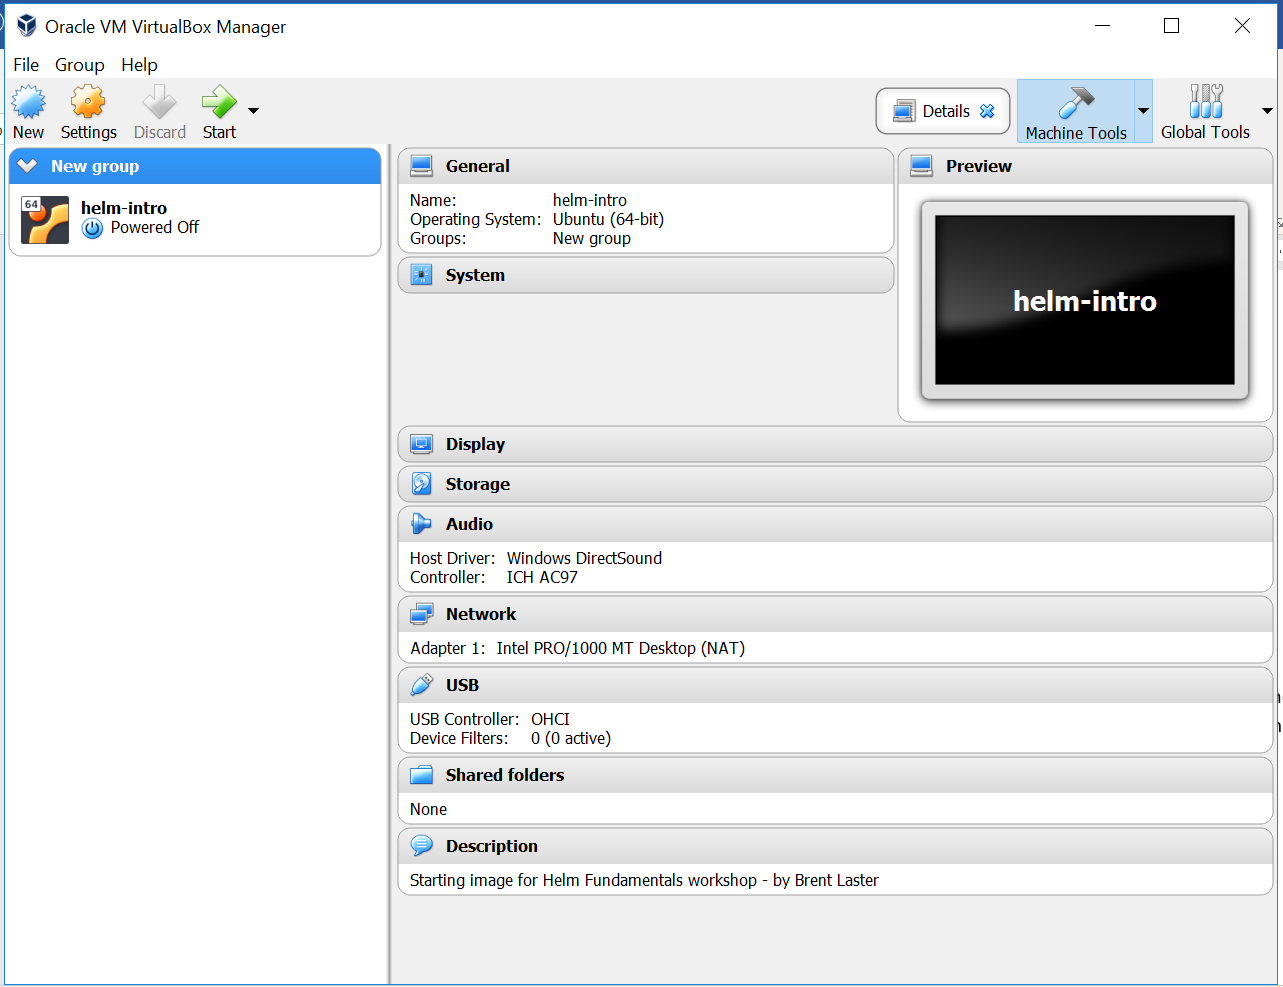 Oracle VM VirtualBox Manager
File Group Help
New Settings Discard Start
Details Machine Tools Global Tools
New group
64
helm-intro
Powered Off
General
Name: helm-intro
Operating System: Ubuntu (64-bit)
Groups: New group
System
Preview
helm-intro
Display
Storage
Audio
Host Driver: Windows DirectSound
Controller: ICH AC97
Network
Adapter 1: Intel PRO/1000 MT Desktop (NAT)
USB
USB Controller: OHCI
Device Filters: 0 (0 active)
Shared folders
None
Description
Starting image for Helm Fundamentals workshop - by Brent Laster